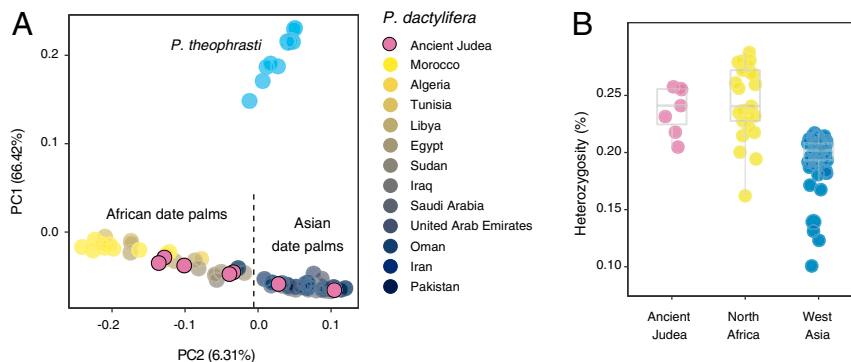 A
PC1 (66.42%)
0.2
0.1
0.0
P. theophrasti
African date palms
Asian
date palms
-0.2
-0.1
0.0
0.1
PC2 (6.31%)
P. dactylifera
Ancient Judea
Morocco
Algeria
Tunisia
Libya
Egypt
Sudan
Iraq
Saudi Arabia
United Arab Emirates
Oman
Iran
Pakistan
B
Heterozygosity (%)
0.25
0.20
0.15
0.10
Ancient
Judea
North
Africa
West
Asia